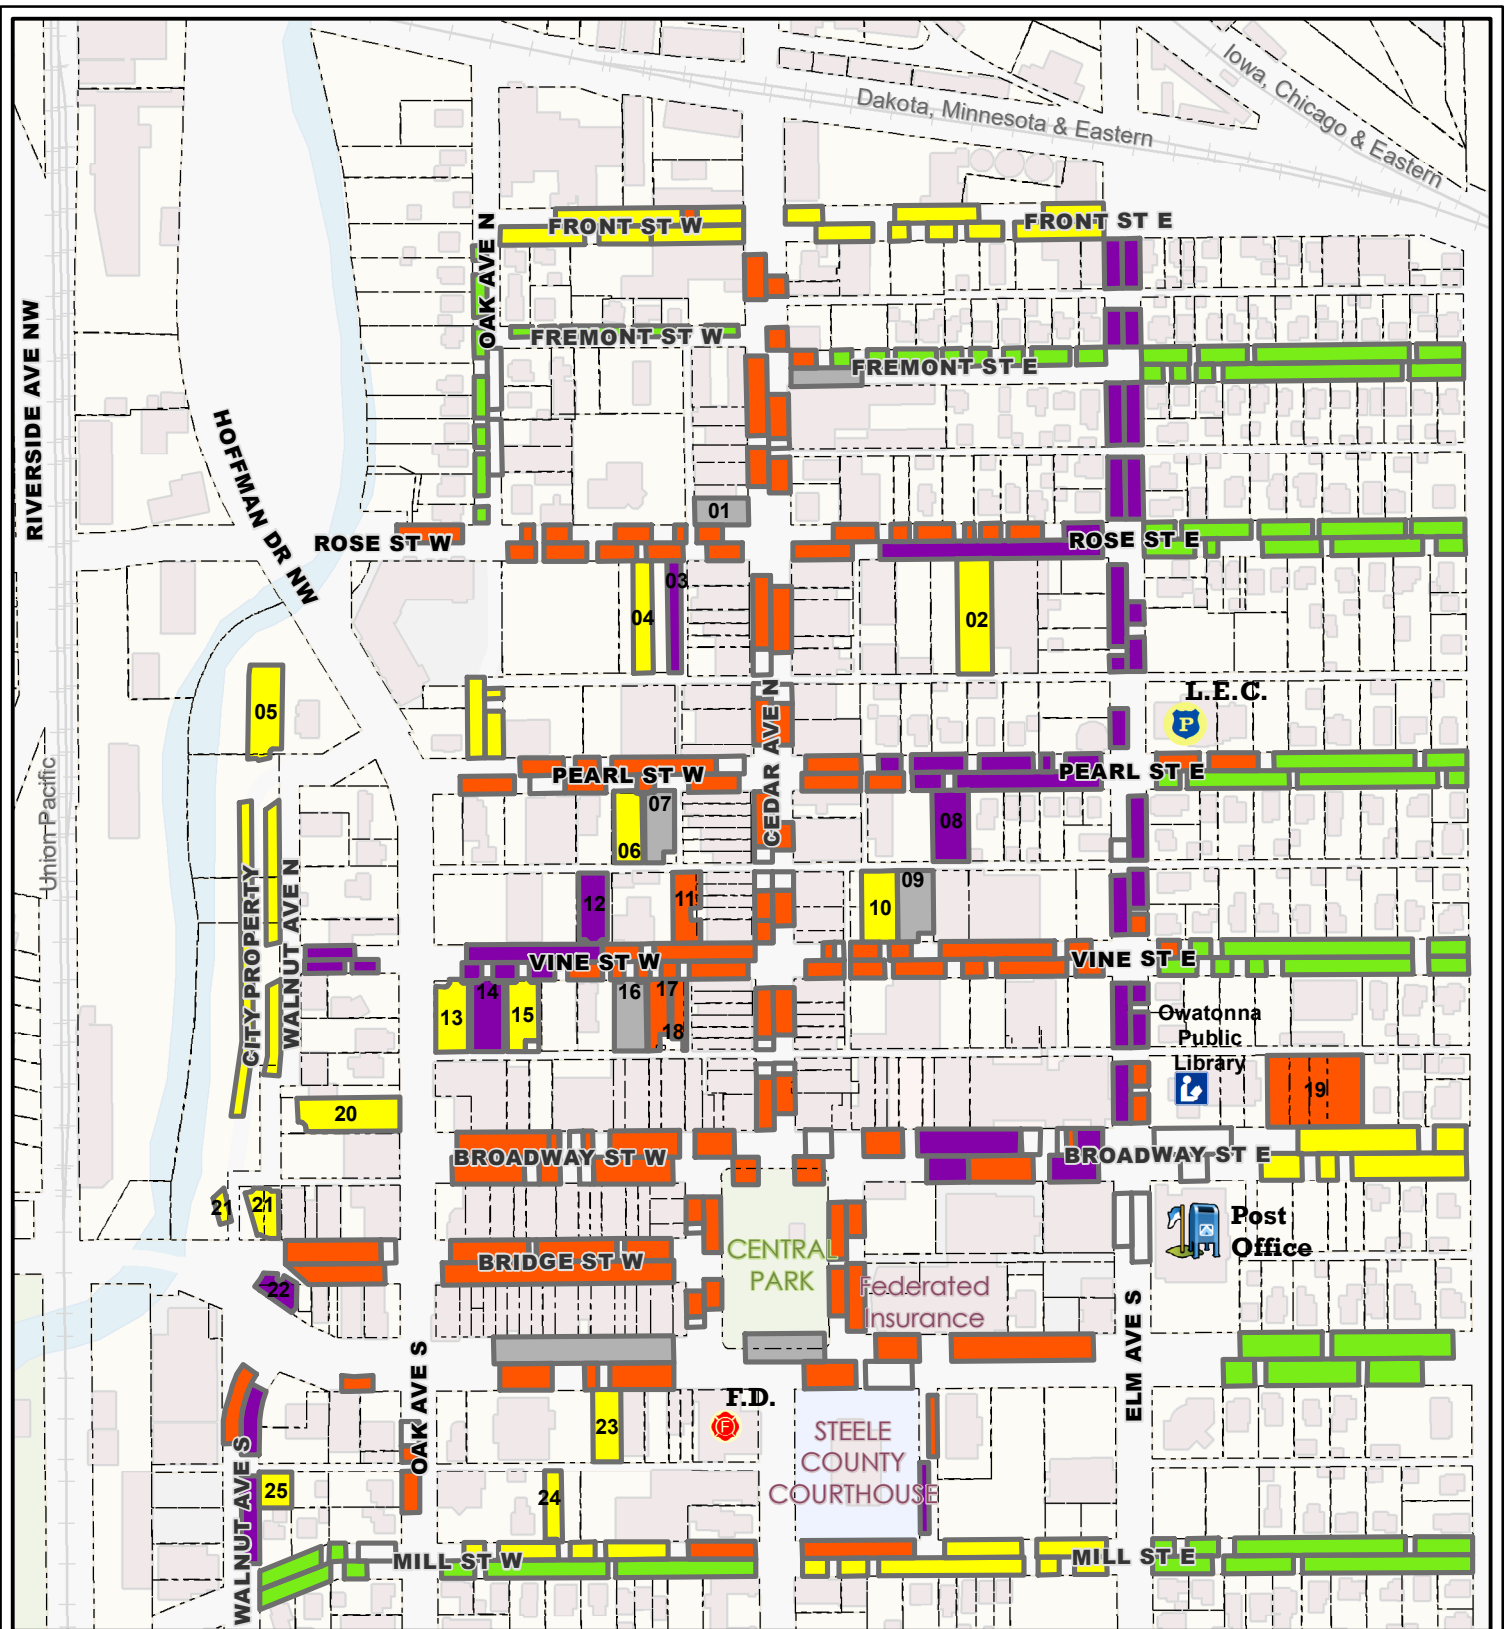 Iowa, Chicago & Eastern
Dakota, Minnesota & Eastern
FRONT ST W
FRONT ST E
OAK AVE N
FREMONT ST W
FREMONT ST E
RIVERSIDE AVE NW
HOFFMAN DR NW
01
ROSE ST W
ROSE ST E
03
04
02
05
L.E.C.
P
CEDAR AVE N
PEARL ST W
PEARL ST E
Union Pacific
07
06
08
CITY PROPERTY
WALNUT AVE N
12
11
10
09
VINE ST W
VINE ST E
13
14
15
16
17
18
Owatonna
Public
Library
19
20
BROADWAY ST W
BROADWAY ST E
21
21
Post
Office
BRIDGE ST W
CENTRAL
PARK
22
Federated
Insurance
OAK AVE S
ELM AVE S
F.D.
F
23
STEELE
COUNTY
COURTHOUSE
WALNUT AVE S
25
24
MILL ST W
MILL ST E